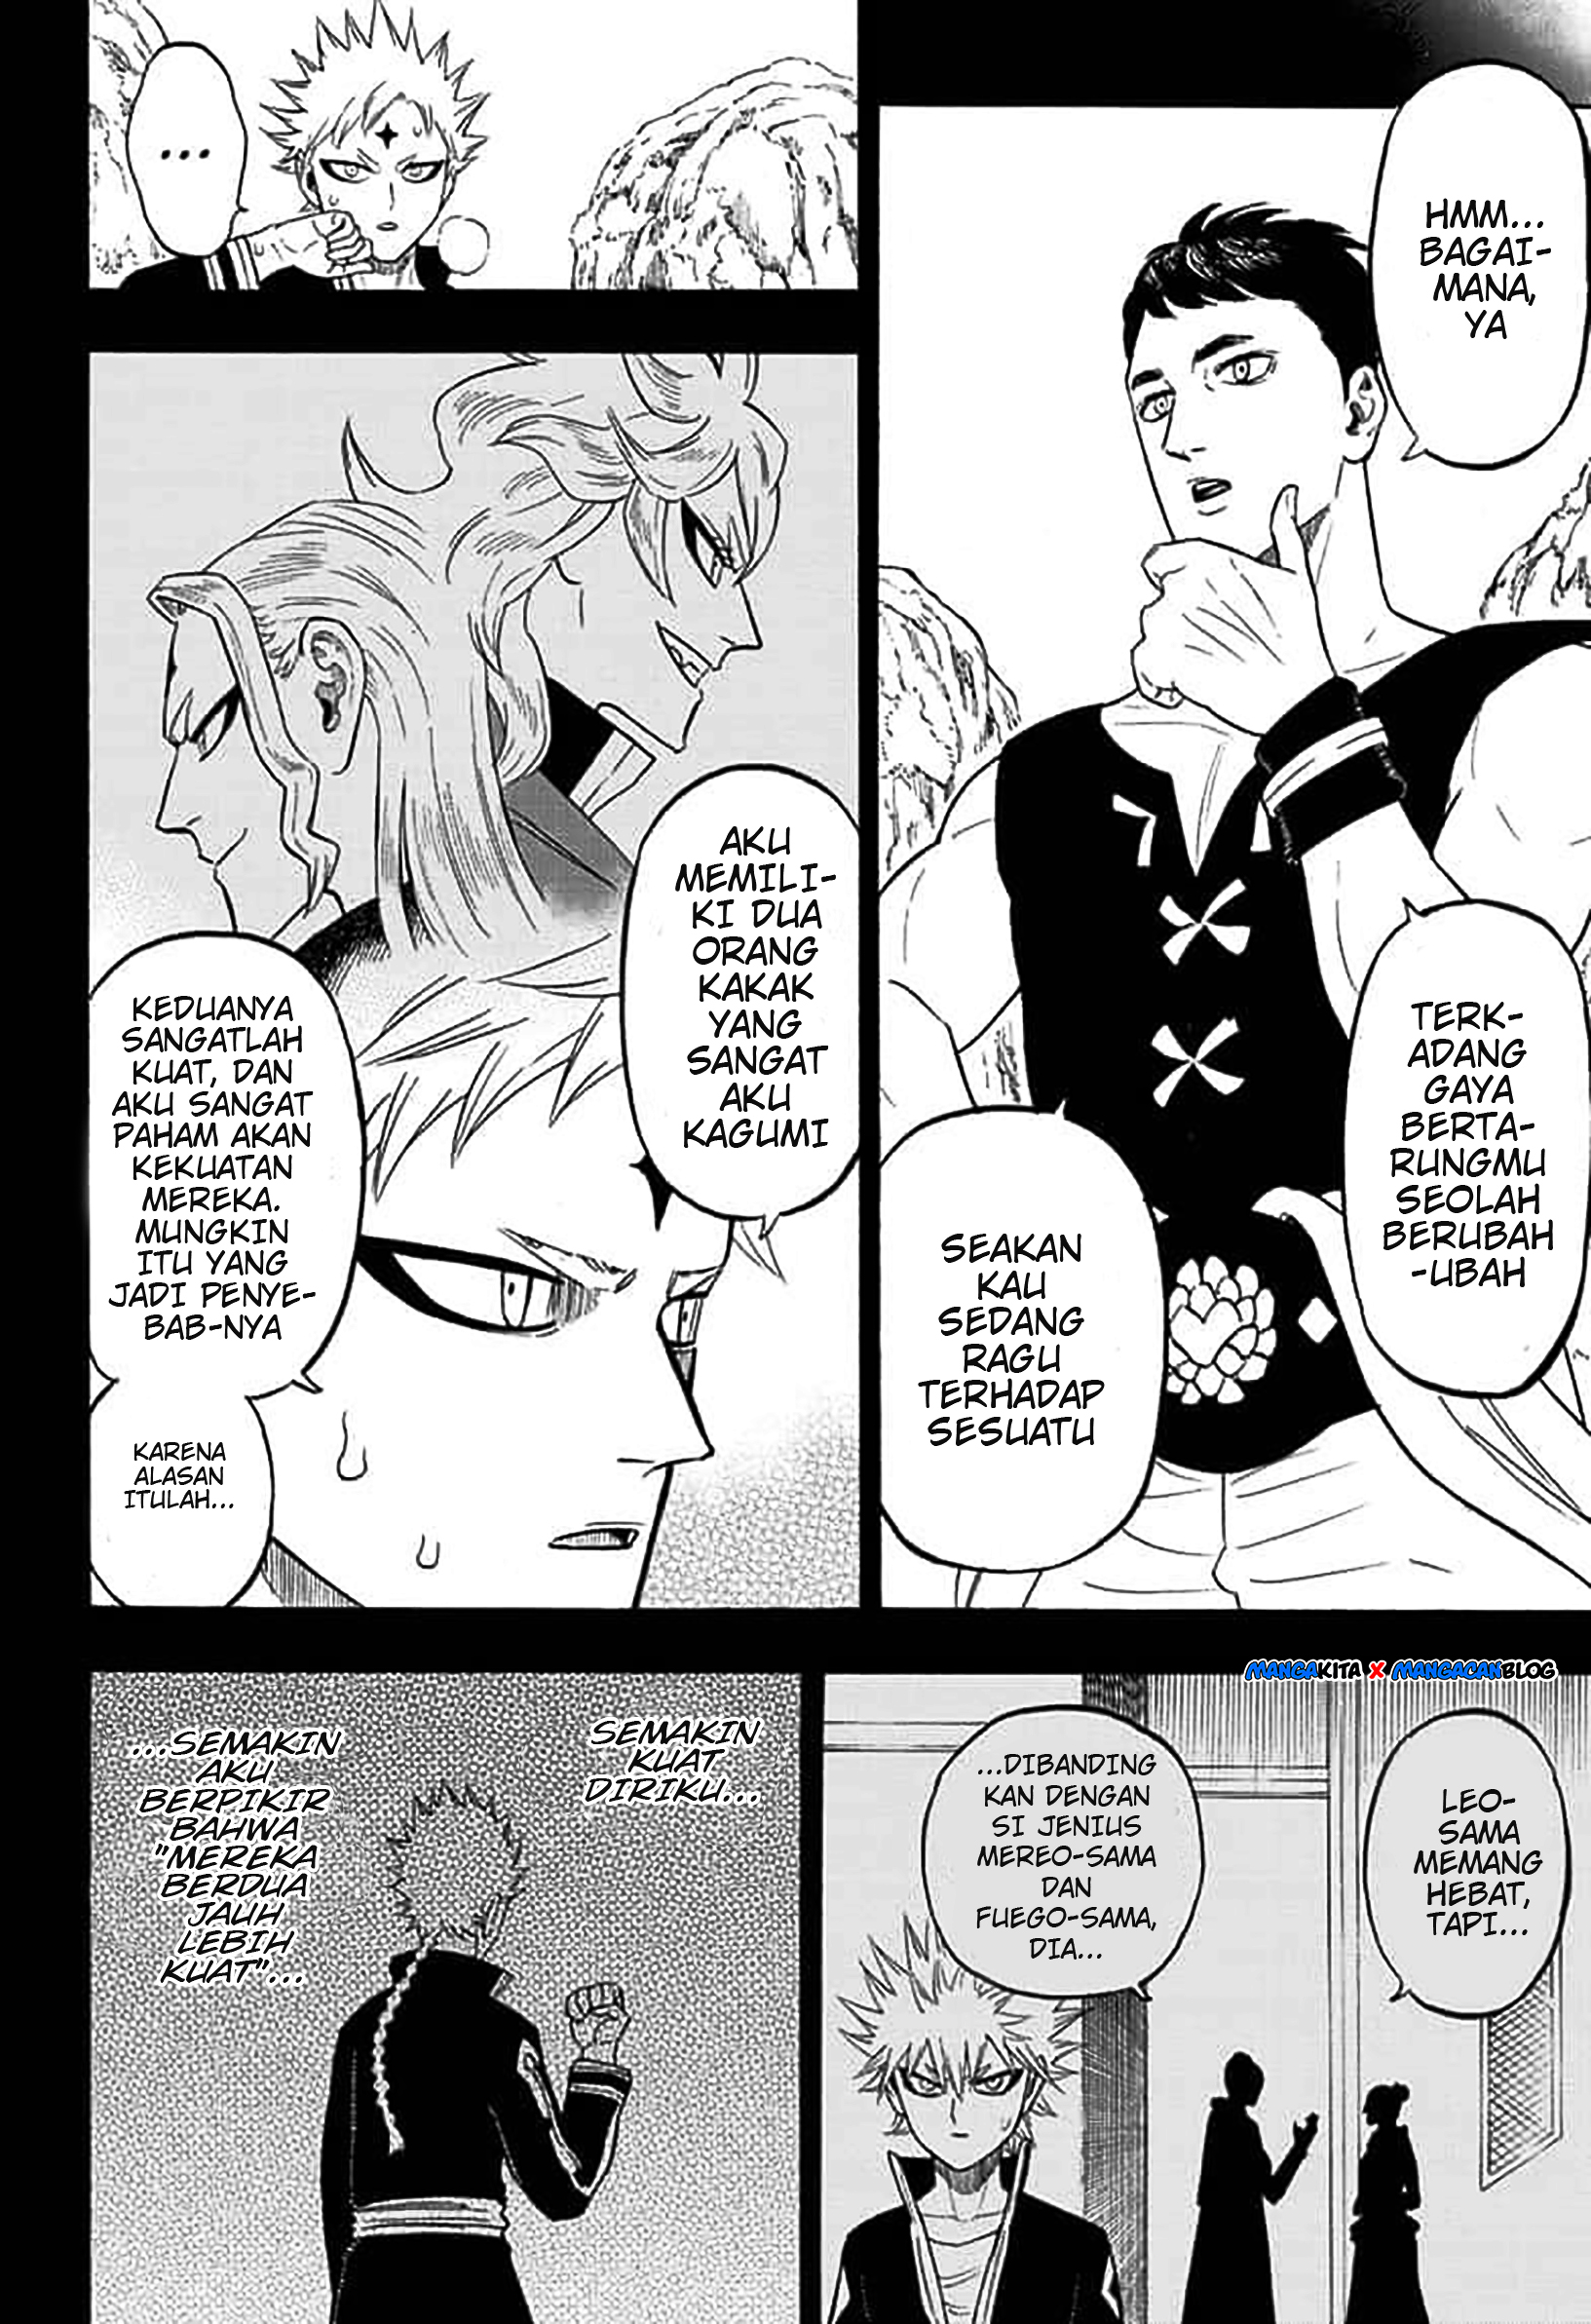 HMM...
BAGAI-
MANA,
YA
TERK-
ADANG
GAYA
BERTA-
RUNGMU
SEOLAH
BERUBAH
-UBAH
SEAKAN
KAU
SEDANG
RAGU
TERHADAP
SESUATU
...
AKU
MEMILI-
KI DUA
ORANG
KAKAK
YANG
SANGAT
AKU
KAGUMI
KEDUANYA
SANGATLAH
KUAT, DAN
AKU SANGAT
PAHAM AKAN
KEKUATAN
MEREKA.
MUNGKIN
ITU YANG
JADI PENYE-
BAB-NYA
KARENA
ALASAN
ITULAH...
MANGAKITA X MANGACANBLOG
LEO-
SAMA
MEMANG
HEBAT,
TAPI...
...DIBANDING
KAN DENGAN
SI JENIUS
MEREO-SAMA
DAN
FUEGO-SAMA,
DIA...
SEMAKIN
KUAT
DIRIKU...
...SEMAKIN
AKU
BERPIKIR
BAHWA
"MEREKA
BERDUA
JAUH
LEBIH
KUAT"...